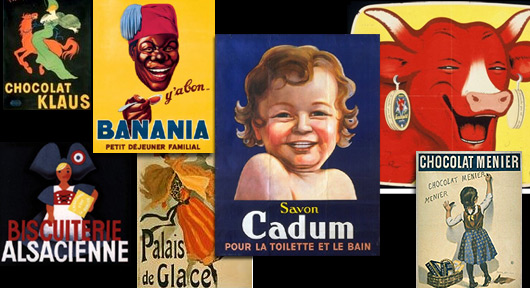 CHOCOLAT
KLAUS
y'a bon..
BANANIA
PETIT DÉJEUNER FAMILIAL
BISCUITERIE
ALSACIENNE
Palais
de Glace
Savon
Cadum
POUR LA TOILETTE ET LE BAIN
CHOCOLAT MENIER
CHOCOLAT MENIER
MENIER